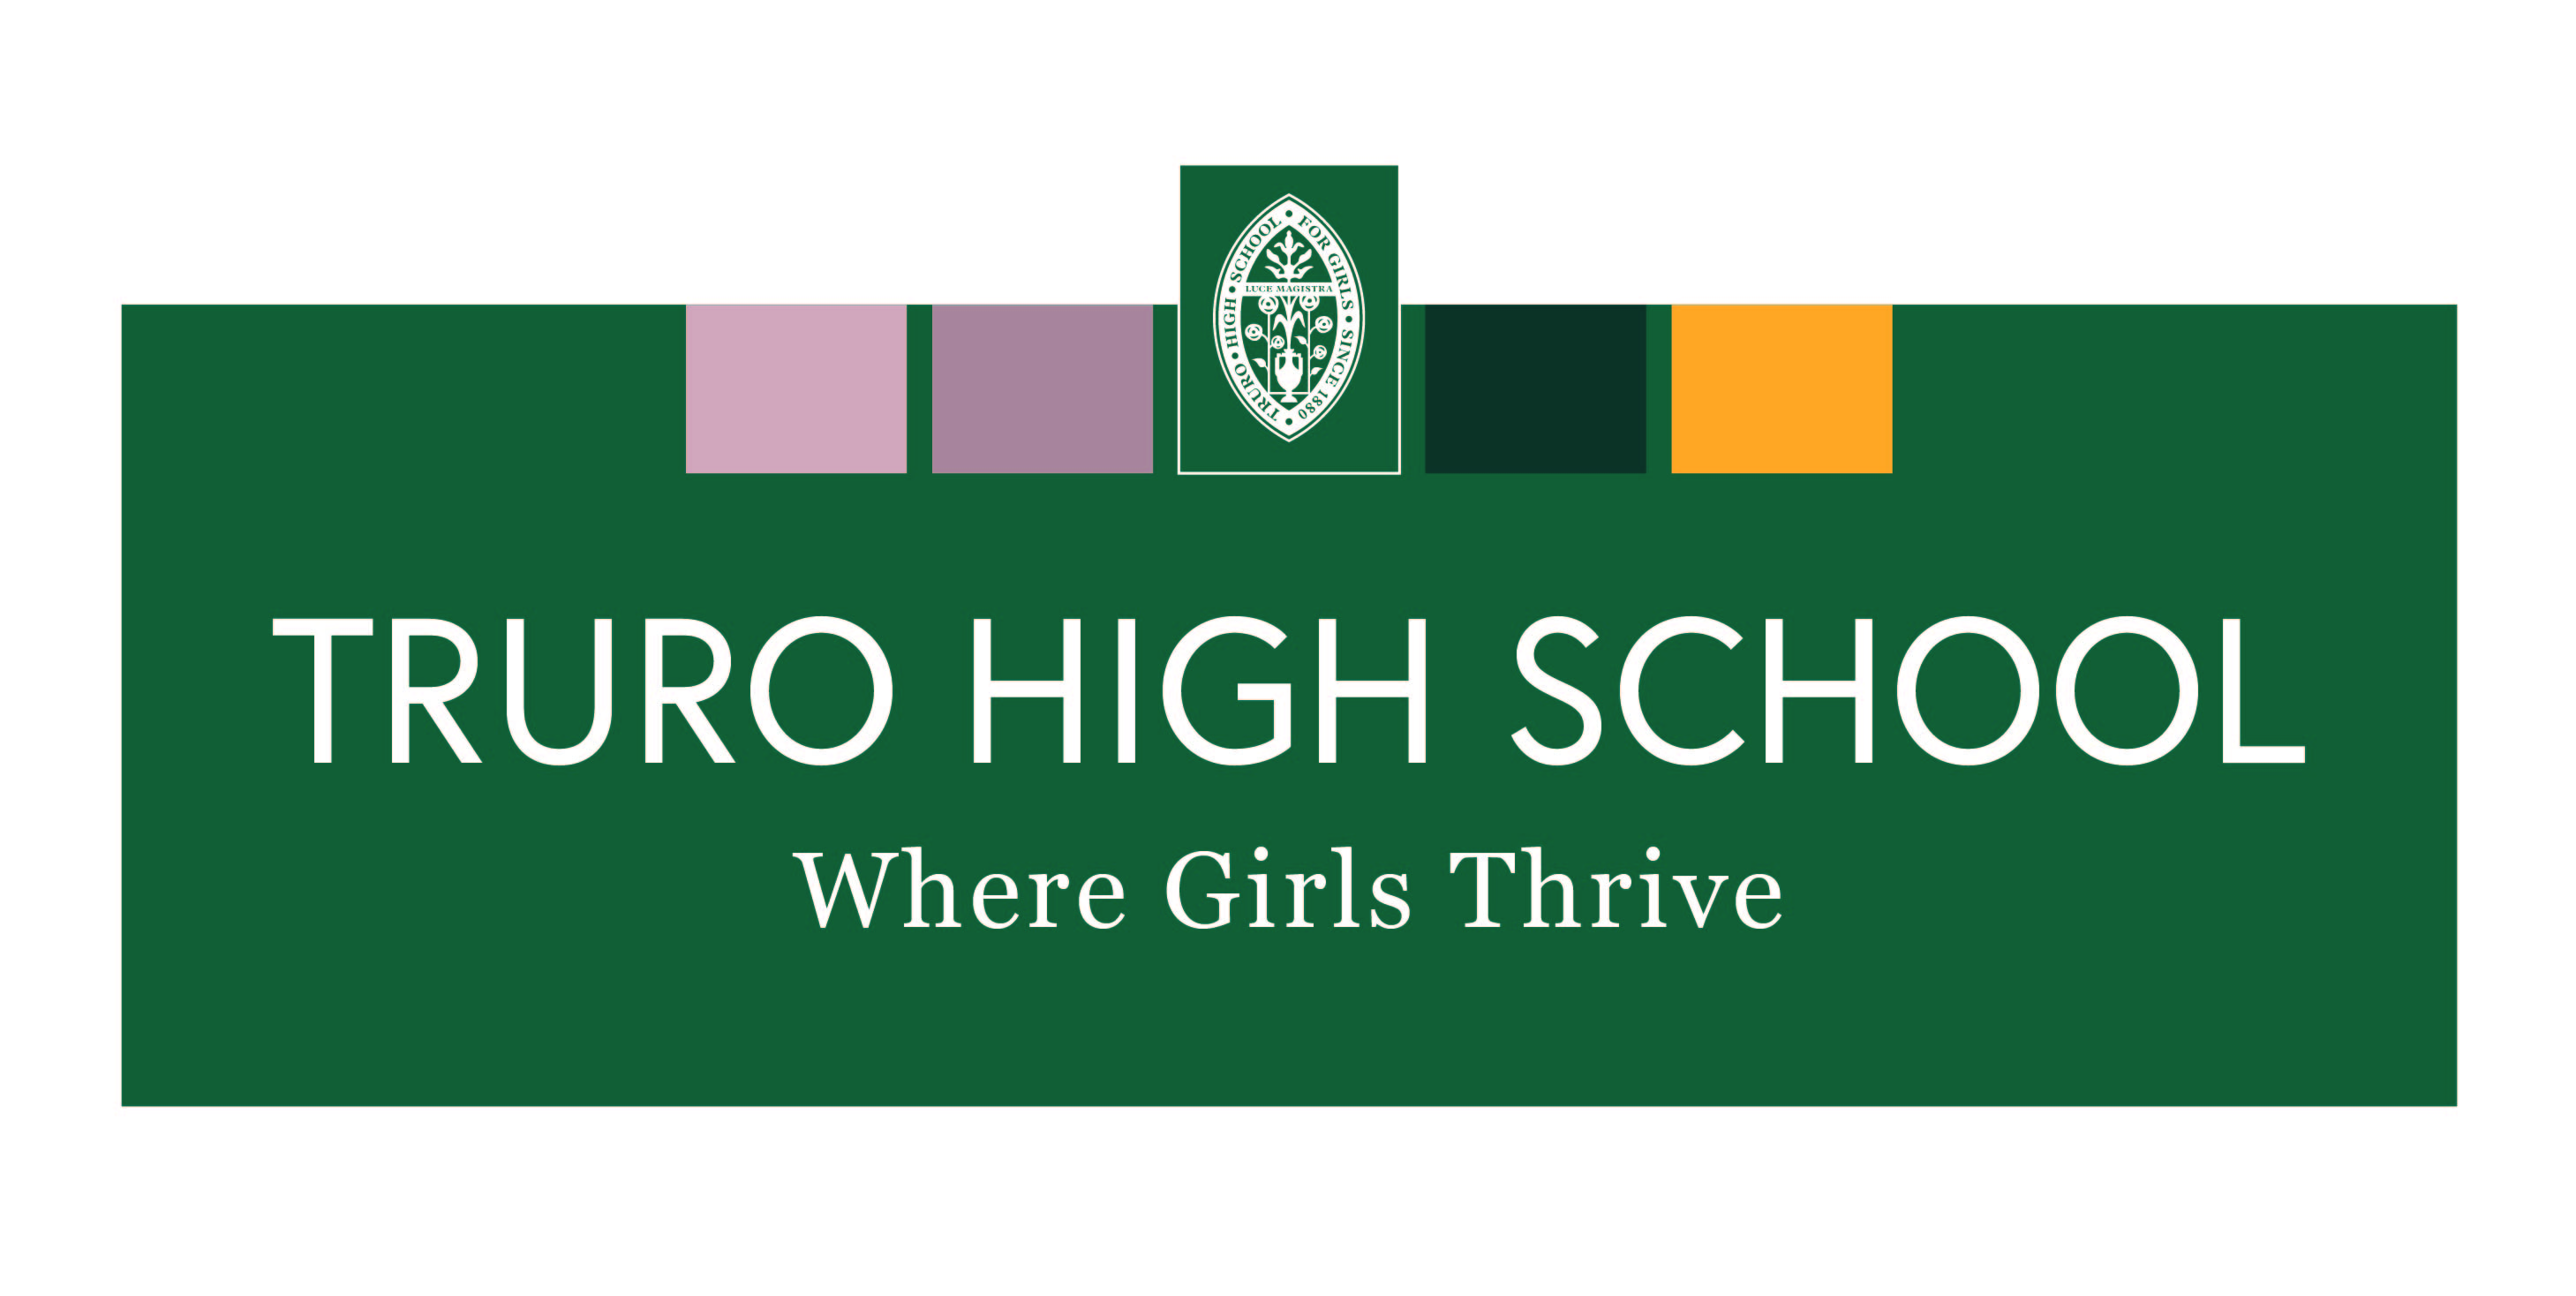 TRURO HIGH SCHOOL FOR GIRLS SINCE 1880
LUCE MAGISTRA
TRURO HIGH SCHOOL
Where Girls Thrive